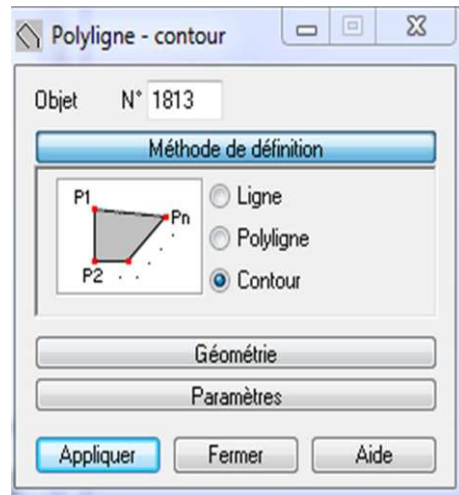 Polyligne - contour
Objet N° 1813
Méthode de définition
P1
Pn
P2
Ligne
Polyligne
Contour
Géométrie
Paramètres
Appliquer Fermer Aide